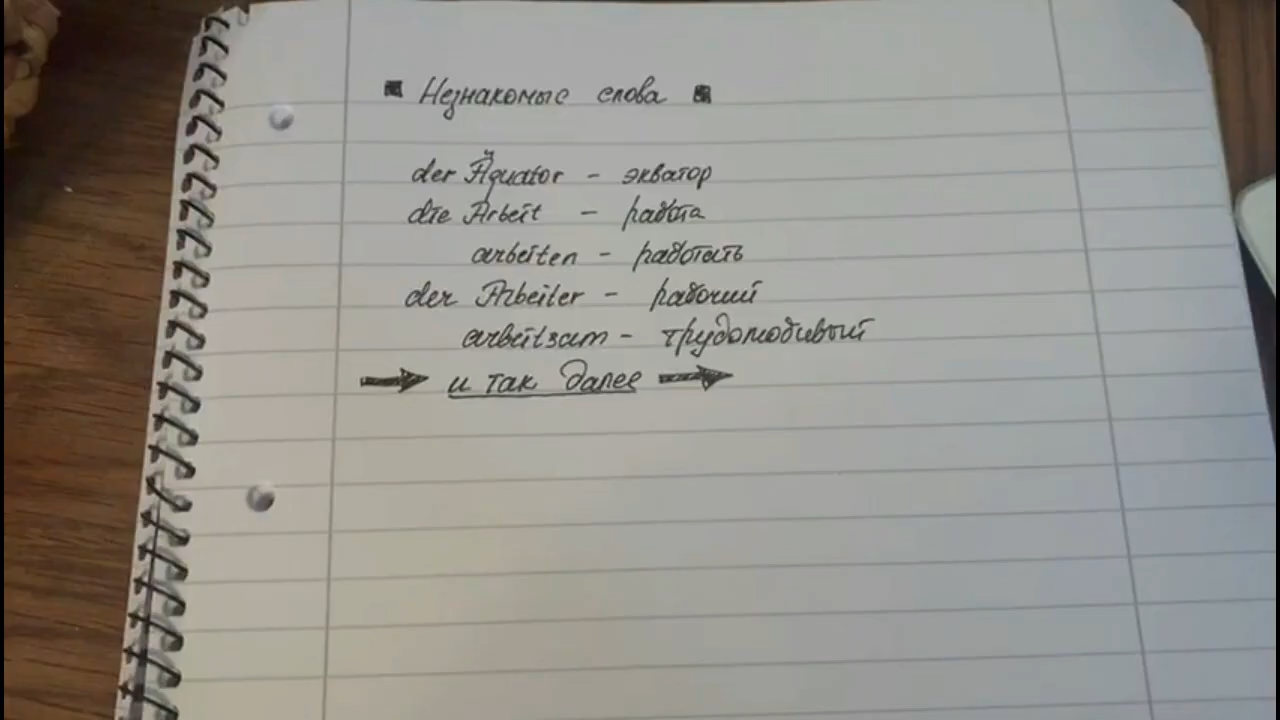 ▪ Незнакомые слова ▪
der Äquator - экватор
die Arbeit - работа
arbeiten - работать
der Arbeiter - рабочий
arbeitsam - трудолюбивый
→ и так далее →